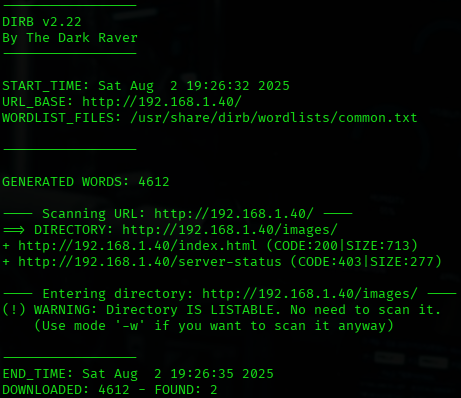 -----------------
DIRB v2.22
By The Dark Raver
-----------------
START_TIME: Sat Aug  2 19:26:32 2025
URL_BASE: http://192.168.1.40/
WORDLIST_FILES: /usr/share/dirb/wordlists/common.txt
-----------------
GENERATED WORDS: 4612
---- Scanning URL: http://192.168.1.40/ ----
==> DIRECTORY: http://192.168.1.40/images/
+ http://192.168.1.40/index.html (CODE:200|SIZE:713)
+ http://192.168.1.40/server-status (CODE:403|SIZE:277)
---- Entering directory: http://192.168.1.40/images/ ----
(!) WARNING: Directory IS LISTABLE. No need to scan it.
    (Use mode '-w' if you want to scan it anyway)
-----------------
END_TIME: Sat Aug  2 19:26:35 2025
DOWNLOADED: 4612 - FOUND: 2